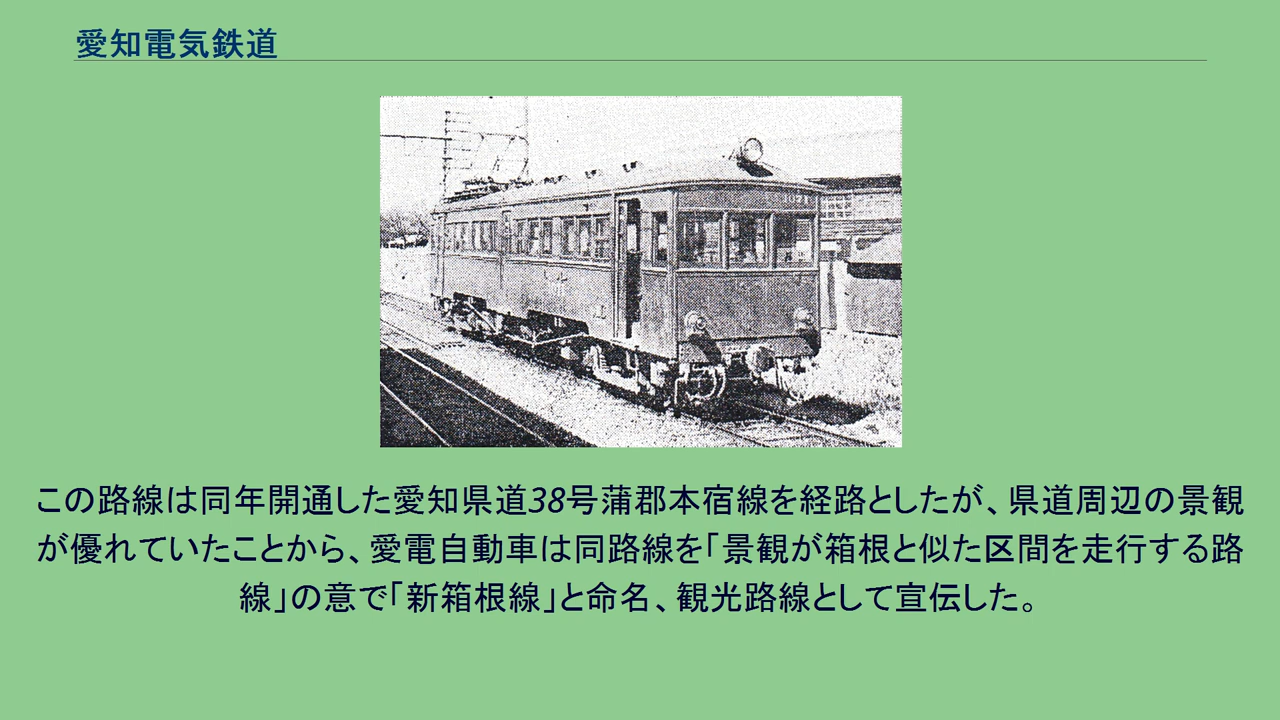 愛知電気鉄道
この路線は同年開通した愛知県道38号蒲郡本宿線を経路としたが、県道周辺の景観
が優れていたことから、愛電自動車は同路線を「景観が箱根と似た区間を走行する路
線」の意で「新箱根線」と命名、観光路線として宣伝した。